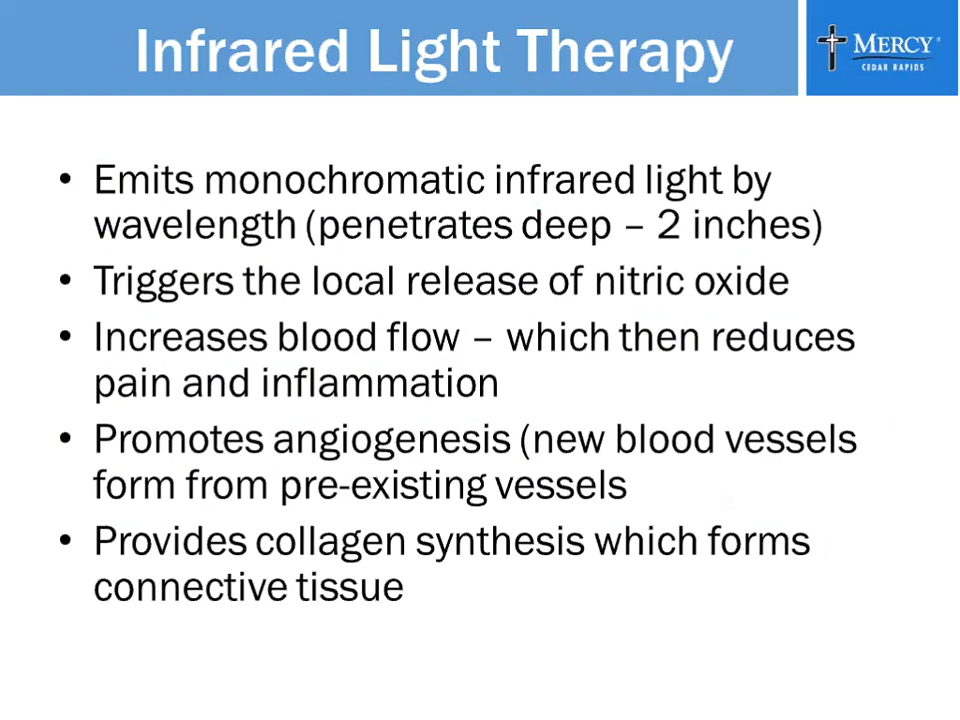 Infrared Light Therapy
MERCY®
CEDAR RAPIDS
• Emits monochromatic infrared light by
wavelength (penetrates deep – 2 inches)
• Triggers the local release of nitric oxide
• Increases blood flow – which then reduces
pain and inflammation
• Promotes angiogenesis (new blood vessels
form from pre-existing vessels
• Provides collagen synthesis which forms
connective tissue